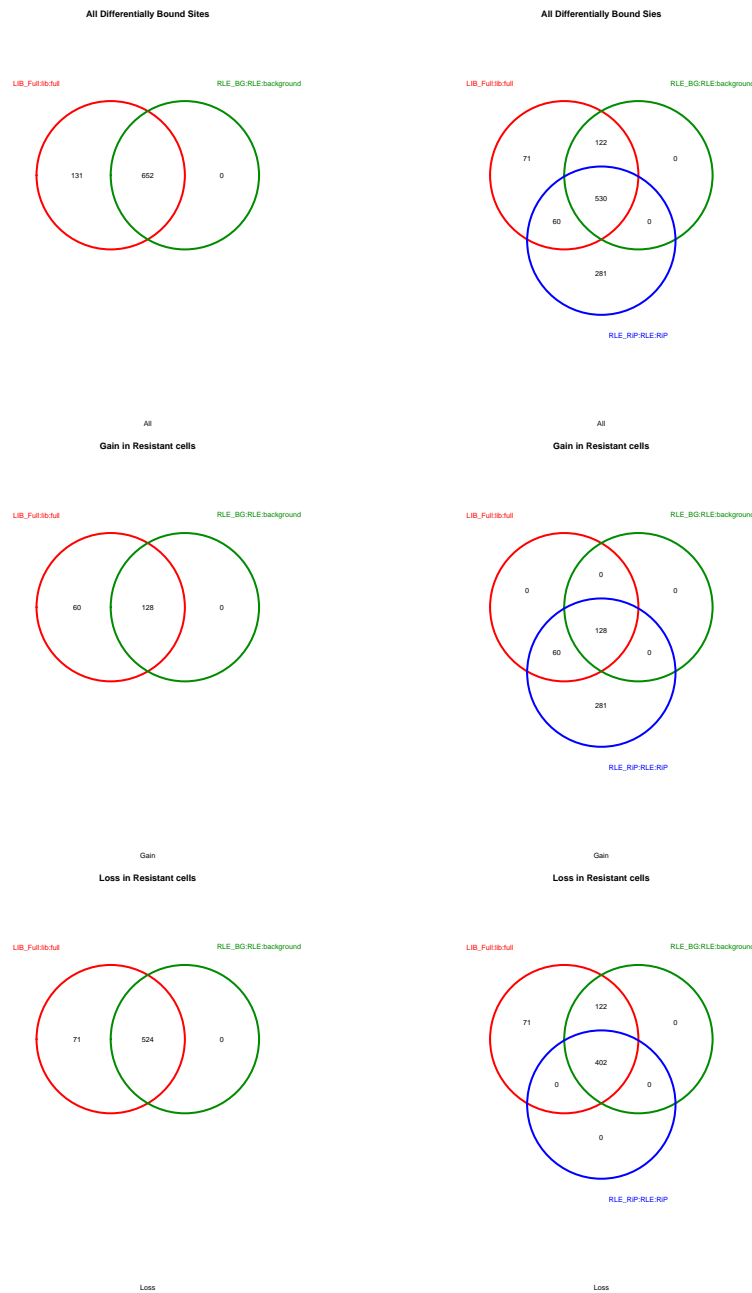 All Differentially Bound Sites
LIB_Full:lib:full
RLE_BG:RLE:background
131
652
0
All
All Differentially Bound Sies
LIB_Full:lib:full
RLE_BG:RLE:background
122
71
0
530
60
0
281
RLE_RiP:RLE:RiP
All
Gain in Resistant cells
LIB_Full:lib:full
RLE_BG:RLE:background
60
128
0
Gain
Gain in Resistant cells
LIB_Full:lib:full
RLE_BG:RLE:background
0
0
0
128
60
0
281
RLE_RiP:RLE:RiP
Gain
Loss in Resistant cells
LIB_Full:lib:full
RLE_BG:RLE:background
71
524
0
Loss
Loss in Resistant cells
LIB_Full:lib:full
RLE_BG:RLE:background
122
71
0
402
0
0
0
RLE_RiP:RLE:RiP
Loss